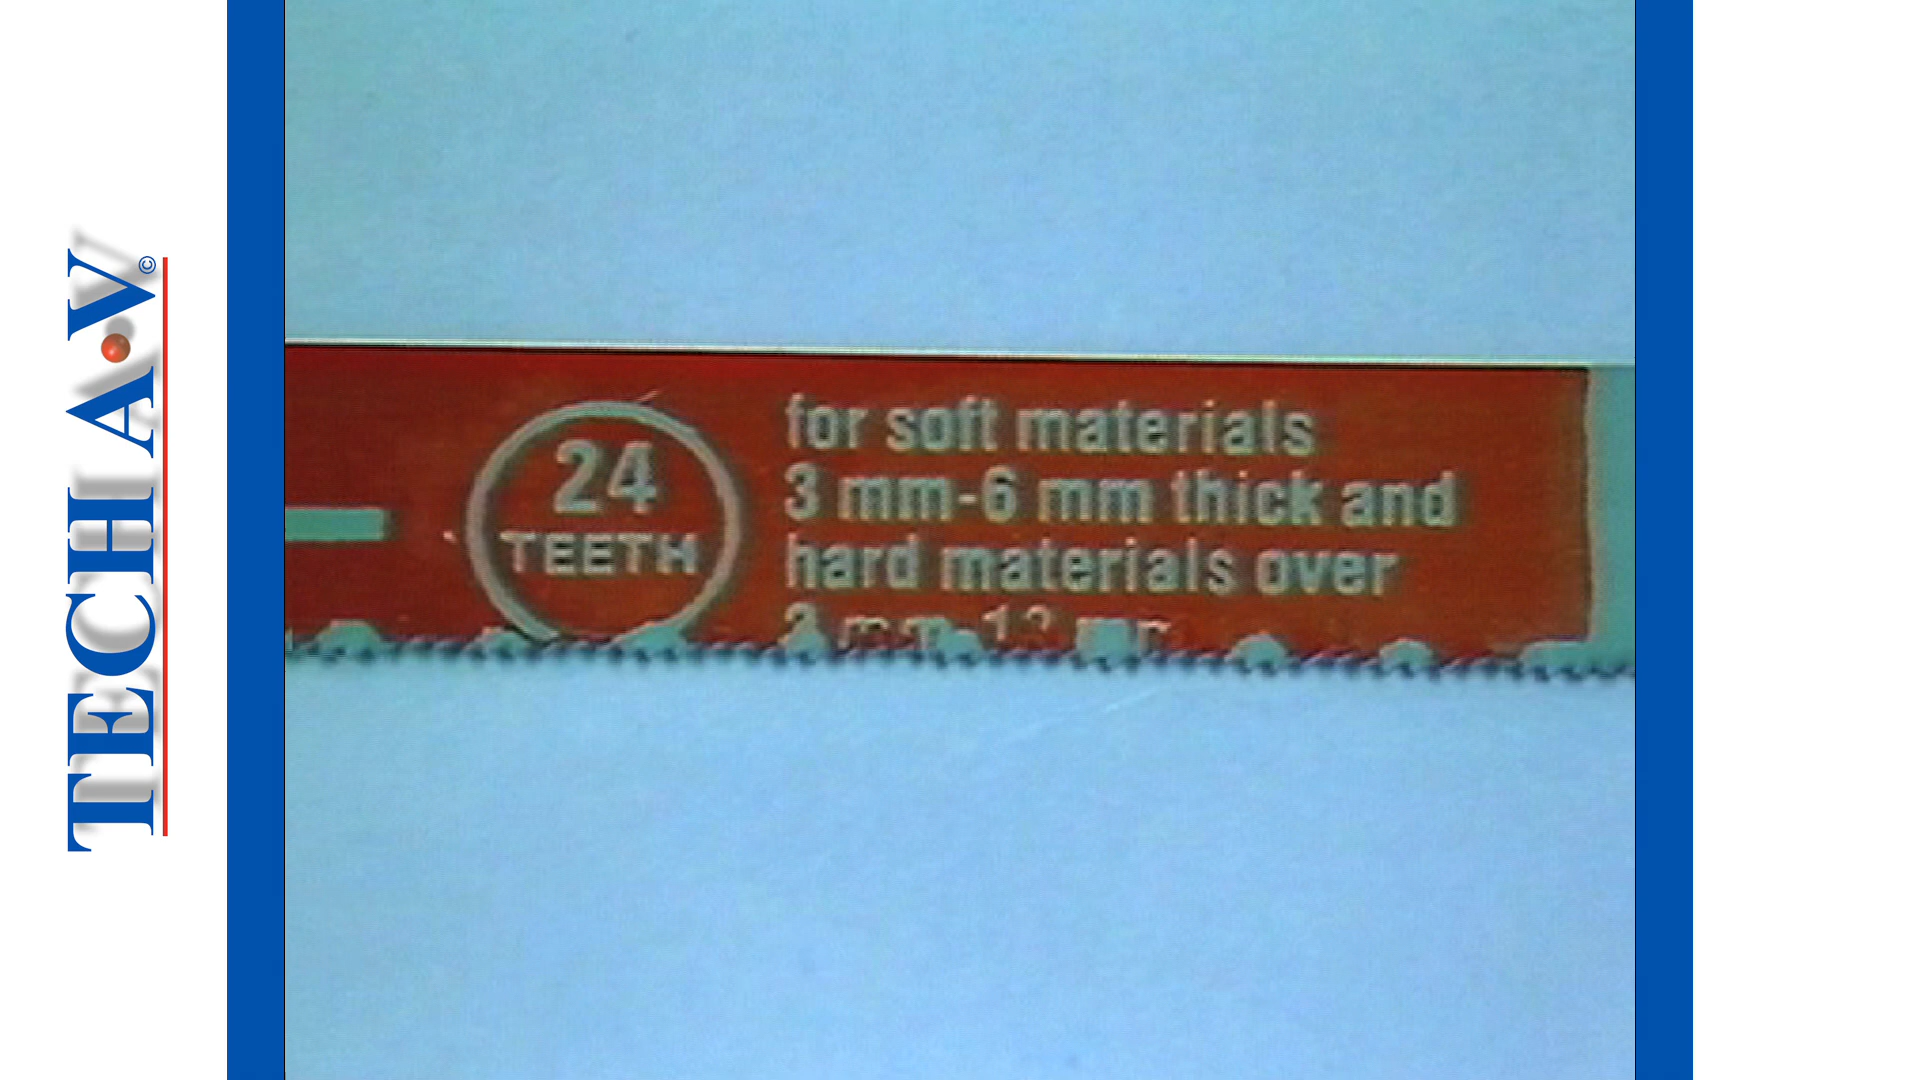 TECH A.V ©
24
TEETH
for soft materials
3 mm-6 mm thick and
hard materials over